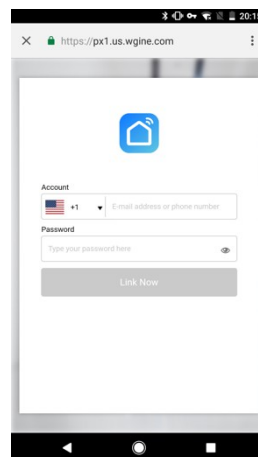 20:15
https://px1.us.wgine.com
Account
+1 E-mail address or phone number
Password
Type your password here
Link Now